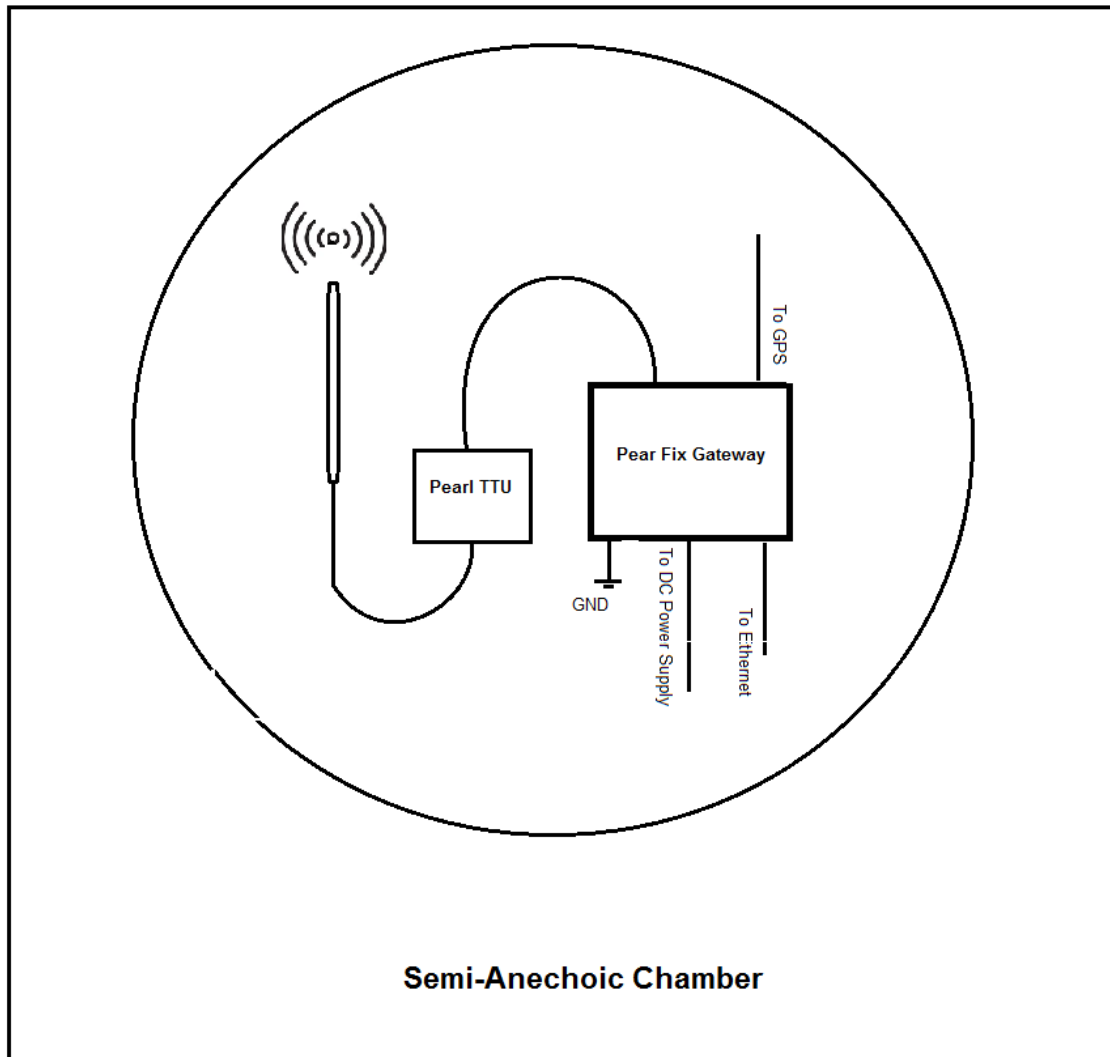 To GPS
Pear Fix Gateway
Pearl TTU
GND
To DC Power Supply
To Ethernet
Semi-Anechoic Chamber